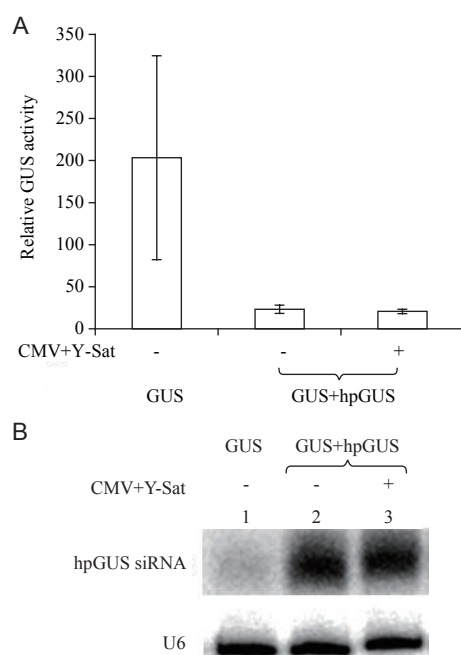 A
350
300
250
200
150
100
50
0
Relative GUS activity
CMV+Y-Sat - - +
GUS GUS+hpGUS
B
GUS GUS+hpGUS
CMV+Y-Sat - - +
1 2 3
hpGUS siRNA
U6